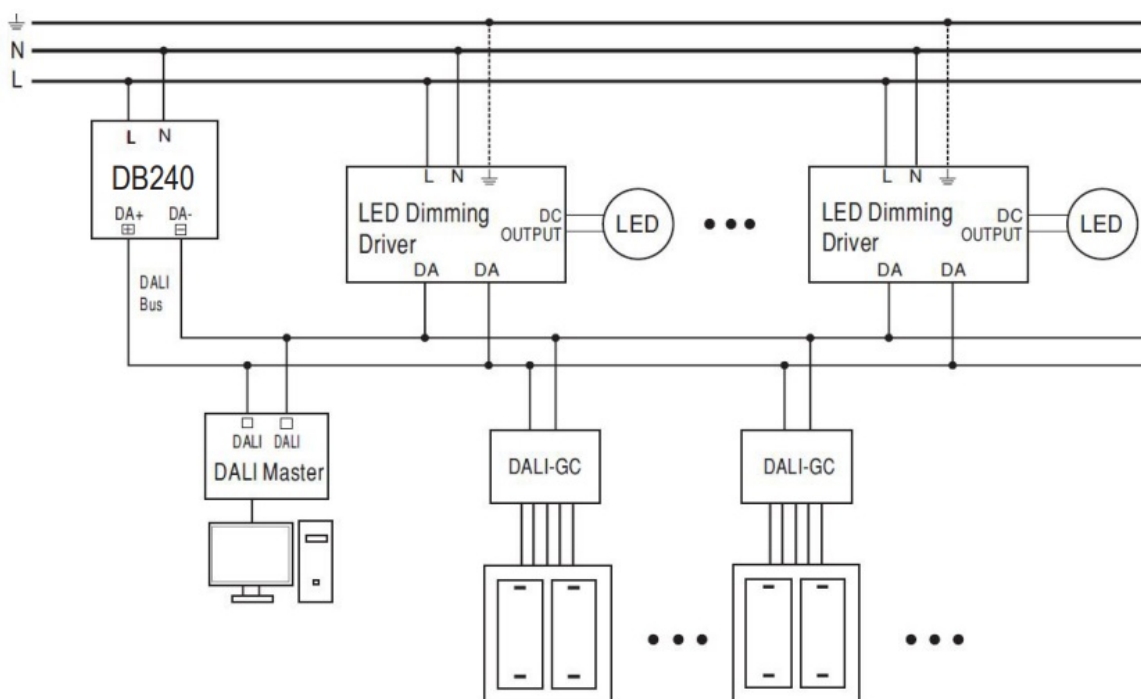 N
L
L N
DB240
DA+ DA-
DALI
Bus
L N
LED Dimming
Driver
DC
OUTPUT
DA DA
LED
L N
LED Dimming
Driver
DC
OUTPUT
DA DA
LED
DALI DALI
DALI Master
DALI-GC
DALI-GC